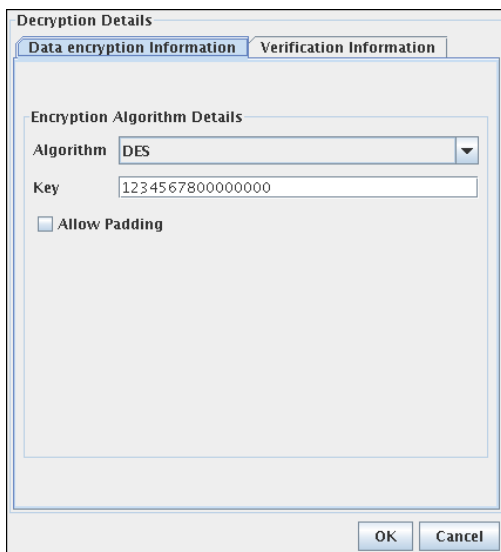 Decryption Details
Data encryption Information Verification Information
Encryption Algorithm Details
Algorithm DES
Key 1234567800000000
Allow Padding
OK Cancel